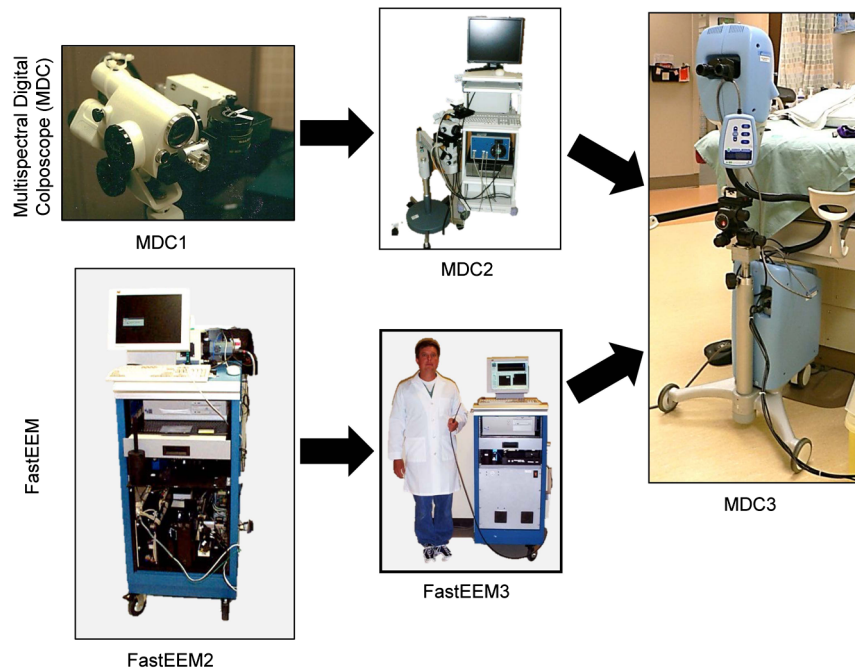 Multispectral Digital
Colposcope (MDC)
MDC1
MDC2
MDC3
FastEEM
FastEEM2
FastEEM3